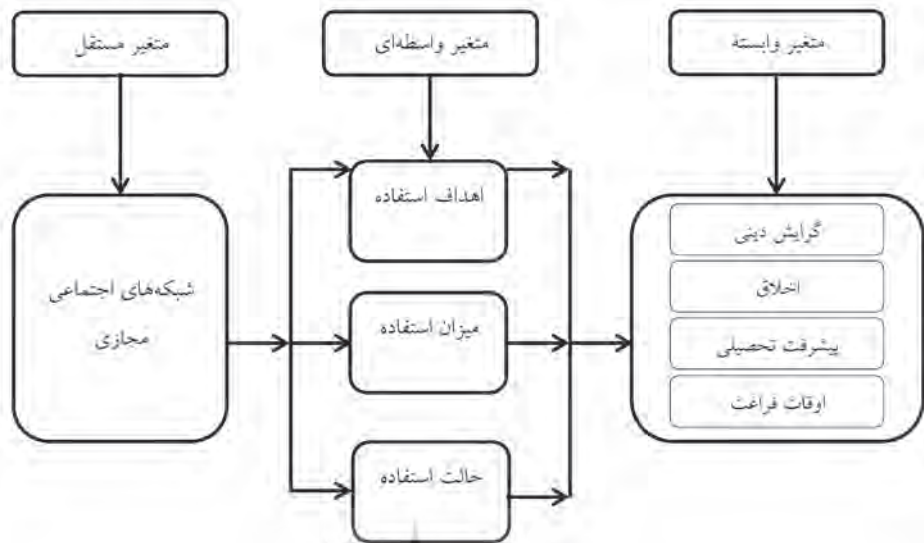 متغیر مستقل
متغیر واسطه‌ای
متغیر وابستة
شبکه‌های اجتماعی
مجازی
اهداف استفاده
میزان استفاده
حالت استفاده
گرایش دینی
اخلاق
پیشرفت تحصیلی
اوقات فراغت